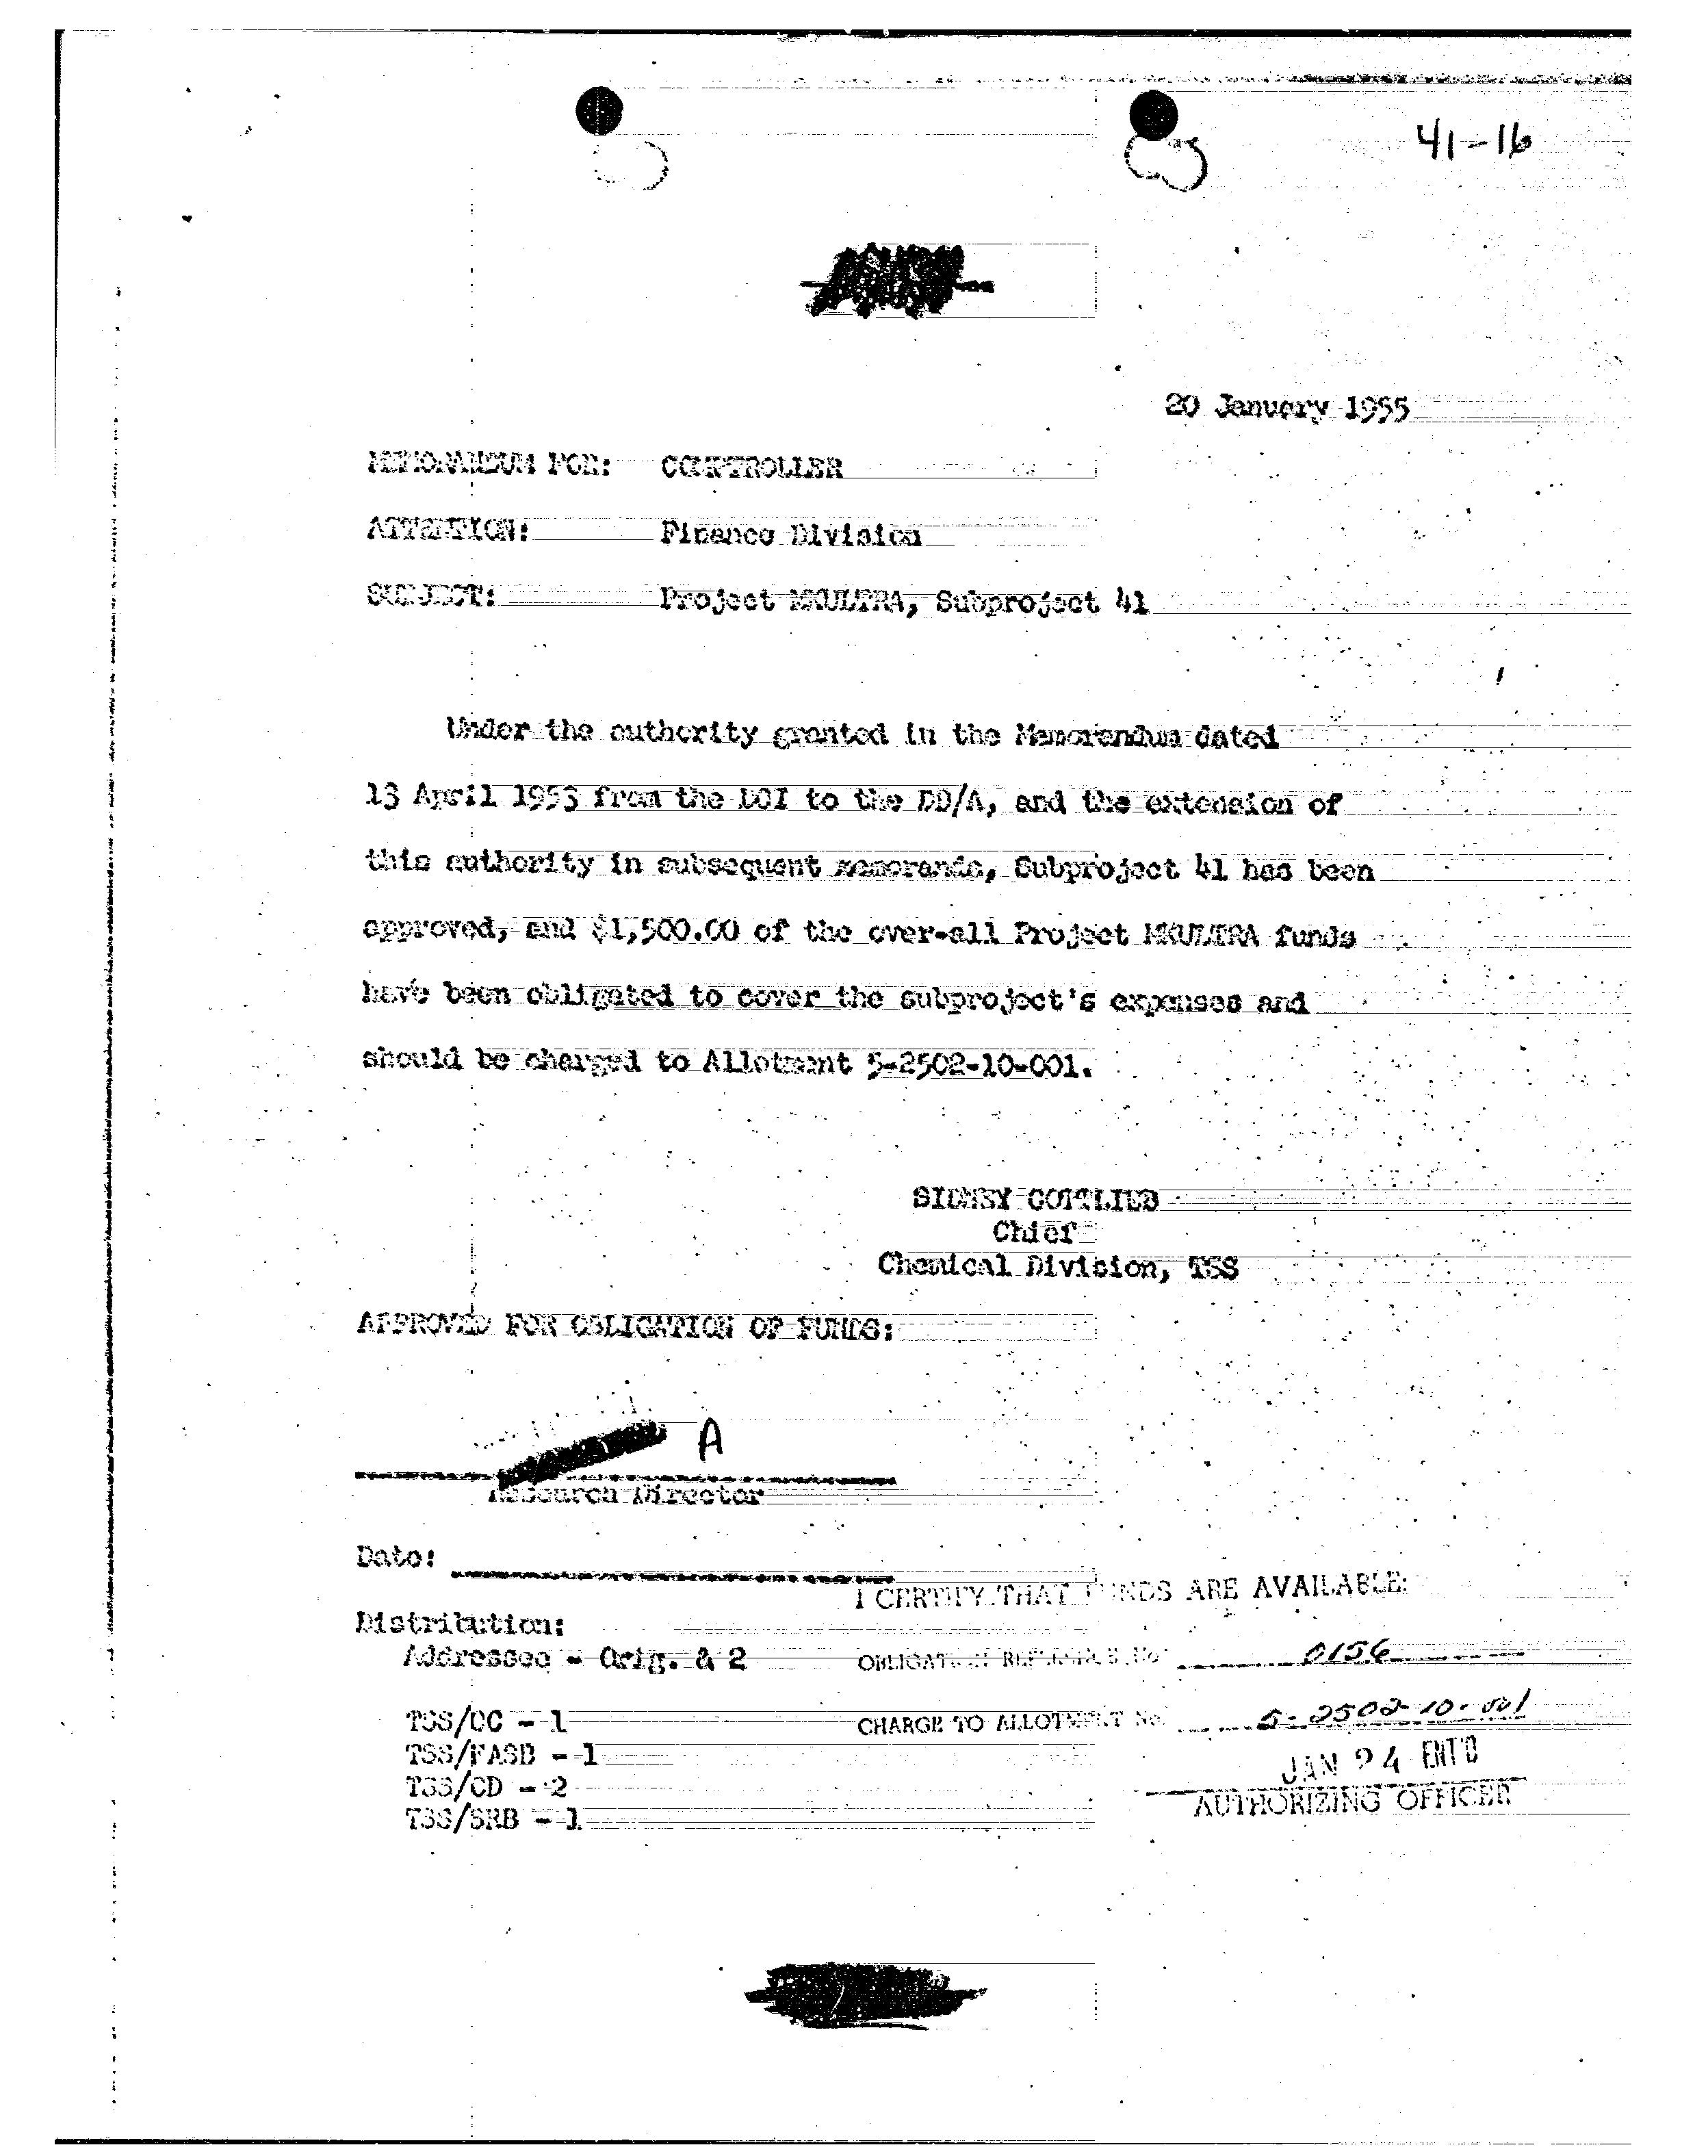 41-16
20 January 1955
MEMORANDUM FOR: COMPTROLLER
ATTENTION: Finance Division
SUBJECT: Project MKULTRA, Subproject 41
Under the authority granted in the Memorandum dated
13 April 1953 from the DCI to the DD/A, and the extension of
this authority in subsequent memoranda, Subproject 41 has been
approved, and $1,500.00 of the over-all Project MKULTRA funds
have been obligated to cover the subproject's expenses and
should be charged to Allotment 5-2502-10-001.
SIDNEY GOTTLIEB
Chief
Chemical Division, TSS
APPROVED FOR OBLIGATION OF FUNDS:
A
Research Director
Date:
I CERTIFY THAT FUNDS ARE AVAILABLE:
Distribution:
Addressee - Orig. & 2
OBLIGATION REFERENCE No. 0156
TSS/OC - 1
CHARGE TO ALLOTMENT No. 5-2502-10-001
TSS/FASB - 1
JAN 24 ENT'D
TSS/CD - 2
AUTHORIZING OFFICER
TSS/SRB - 1